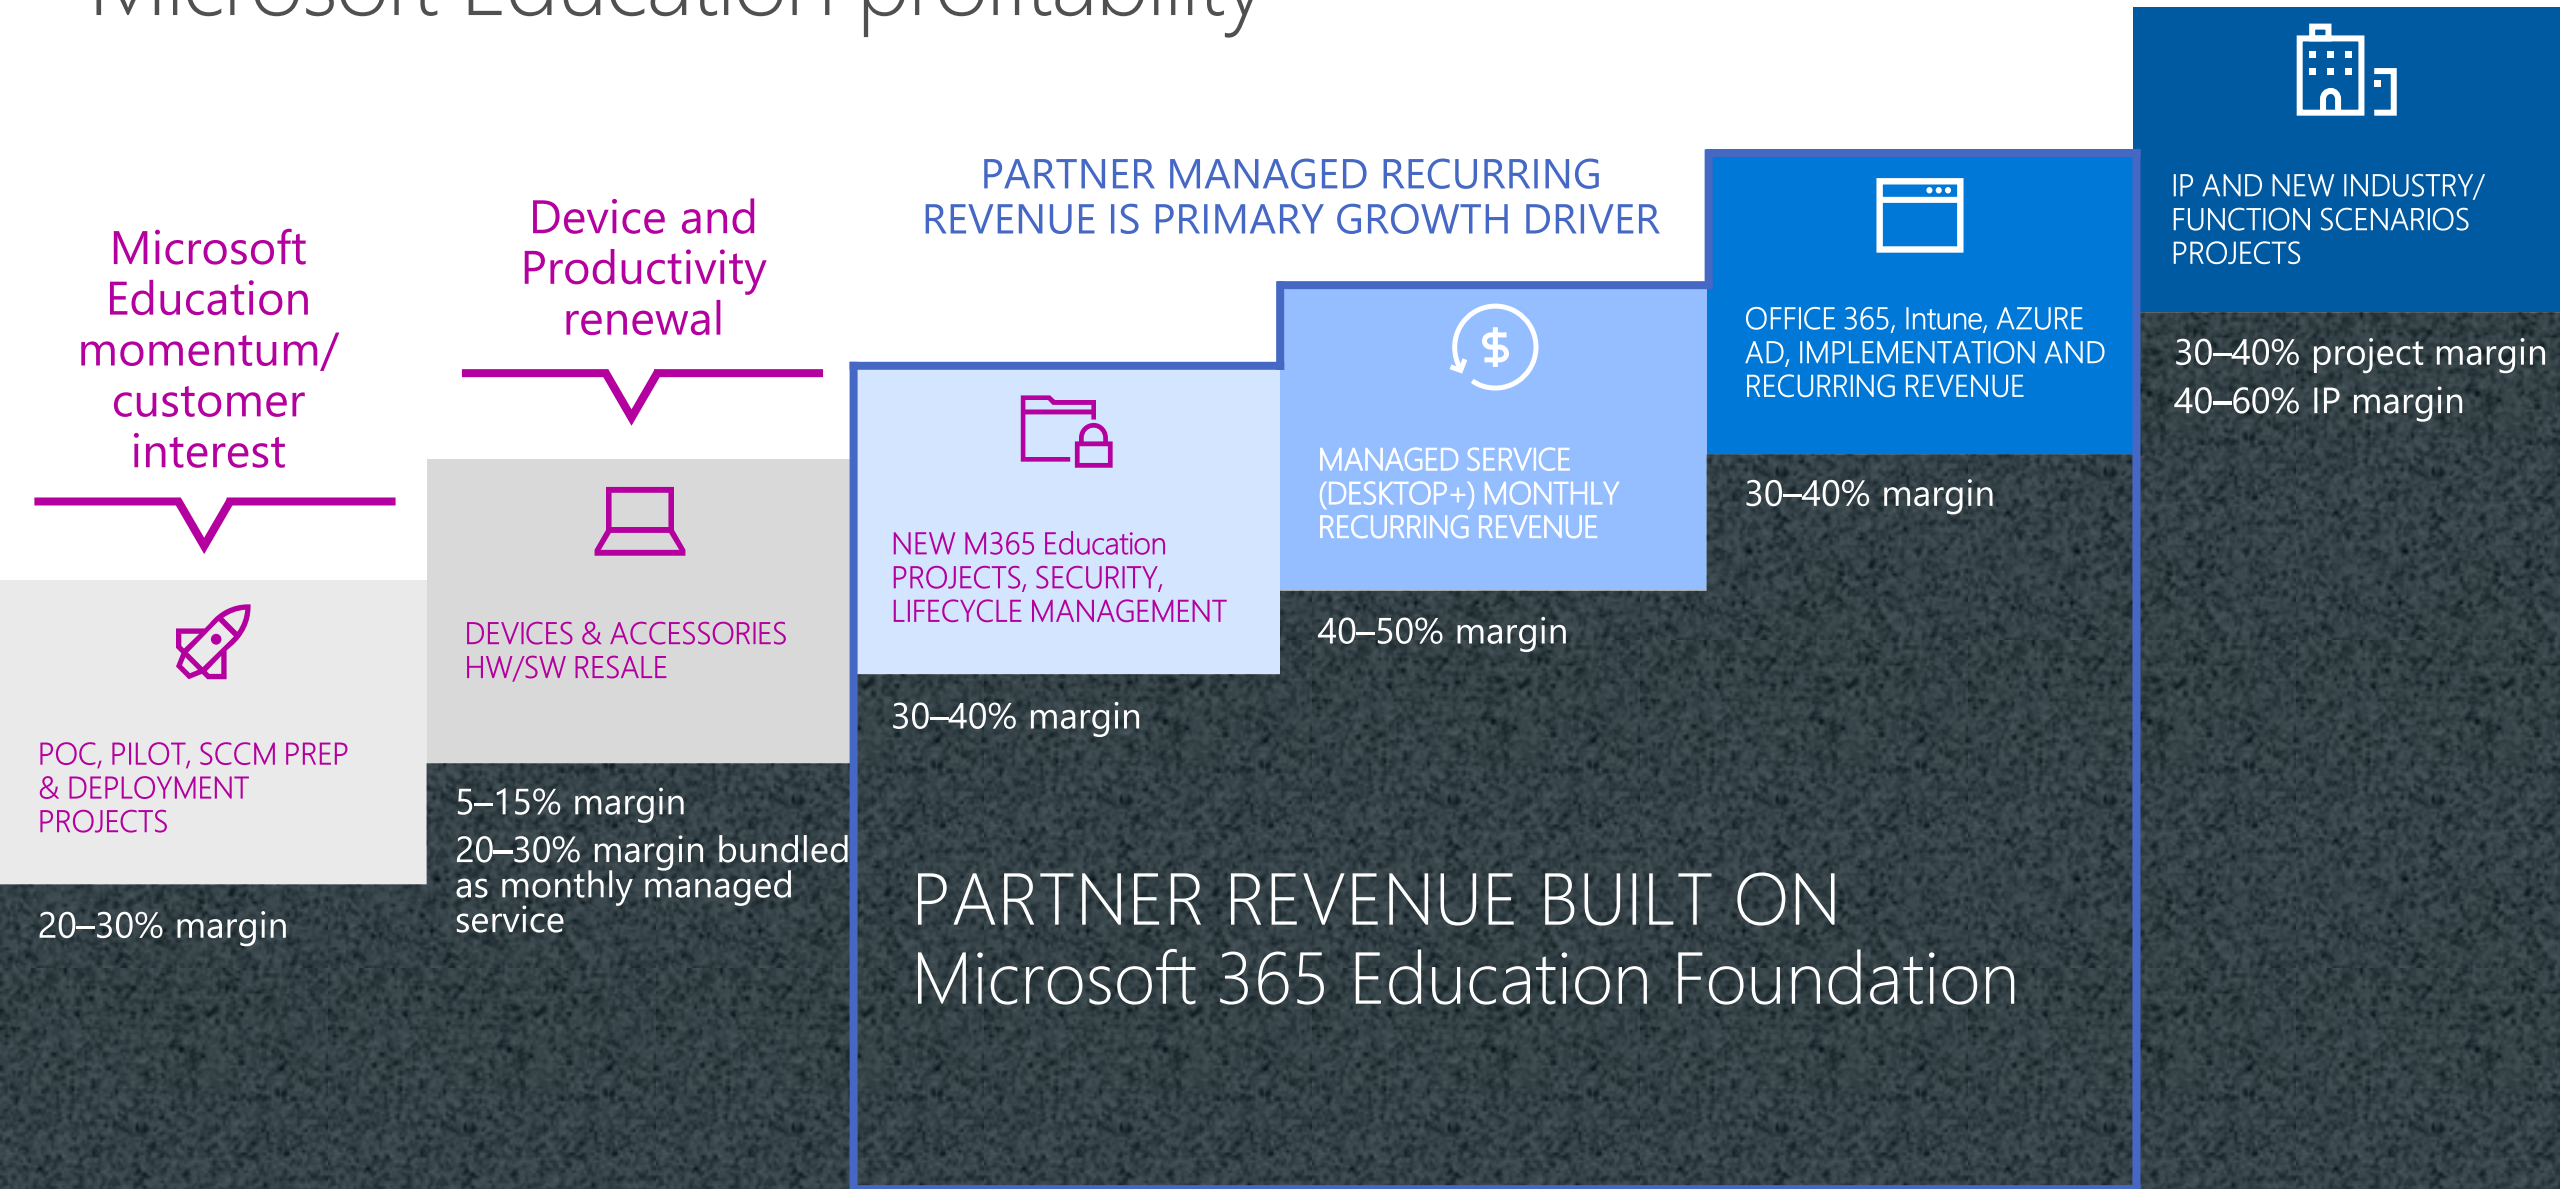 Microsoft Education profitability
Microsoft
Education
momentum/
customer
interest
POC, PILOT, SCCM PREP
& DEPLOYMENT
PROJECTS
20–30% margin
Device and
Productivity
renewal
DEVICES & ACCESSORIES
HW/SW RESALE
5–15% margin
20–30% margin bundled
as monthly managed
service
PARTNER MANAGED RECURRING
REVENUE IS PRIMARY GROWTH DRIVER
NEW M365 Education
PROJECTS, SECURITY,
LIFECYCLE MANAGEMENT
30–40% margin
$
MANAGED SERVICE
(DESKTOP+) MONTHLY
RECURRING REVENUE
40–50% margin
OFFICE 365, Intune, AZURE
AD, IMPLEMENTATION AND
RECURRING REVENUE
30–40% margin
IP AND NEW INDUSTRY/
FUNCTION SCENARIOS
PROJECTS
30–40% project margin
40–60% IP margin
PARTNER REVENUE BUILT ON
Microsoft 365 Education Foundation